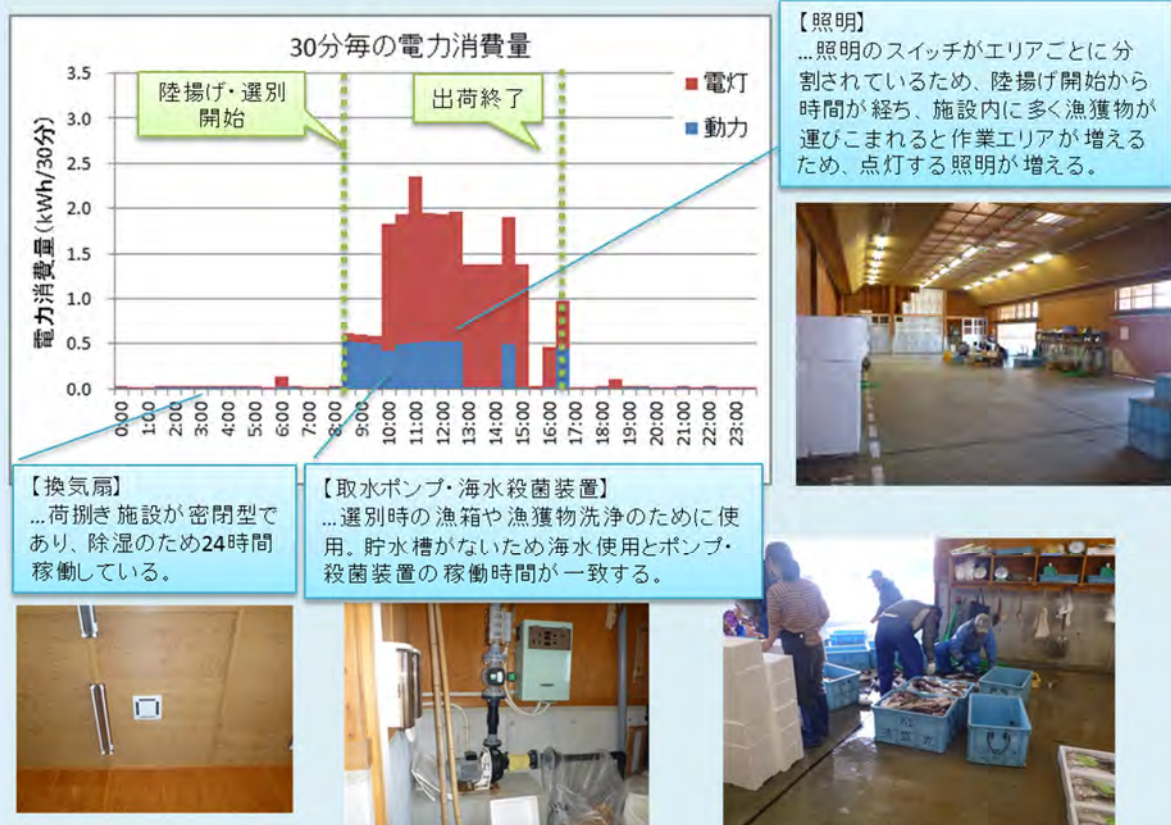 30分毎の電力消費量
電力消費量(kWh/30分)
3.5
3.0
2.5
2.0
1.5
1.0
0.5
0.0
陸揚げ・選別
開始
出荷終了
電灯
動力
0:00
1:00
2:00
3:00
4:00
5:00
6:00
7:00
8:00
9:00
10:00
11:00
12:00
13:00
14:00
15:00
16:00
17:00
18:00
19:00
20:00
21:00
22:00
23:00
【照明】
…照明のスイッチがエリアごとに分
割されているため、陸揚げ開始から
時間が経ち、施設内に多く漁獲物が
運びこまれると作業エリアが増える
ため、点灯する照明が増える。
【換気扇】
…荷捌き施設が密閉型で
あり、除湿のため24時間
稼働している。
【取水ポンプ・海水殺菌装置】
…選別時の漁箱や漁獲物洗浄のために使
用。貯水槽がないため海水使用とポンプ・
殺菌装置の稼働時間が一致する。